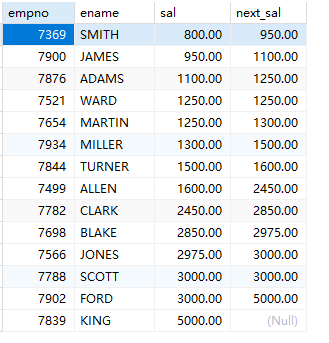 empno ename sal next_sal
7369 SMITH 800.00 950.00
7900 JAMES 950.00 1100.00
7876 ADAMS 1100.00 1250.00
7521 WARD 1250.00 1250.00
7654 MARTIN 1250.00 1300.00
7934 MILLER 1300.00 1500.00
7844 TURNER 1500.00 1600.00
7499 ALLEN 1600.00 2450.00
7782 CLARK 2450.00 2850.00
7698 BLAKE 2850.00 2975.00
7566 JONES 2975.00 3000.00
7788 SCOTT 3000.00 3000.00
7902 FORD 3000.00 5000.00
7839 KING 5000.00 (Null)